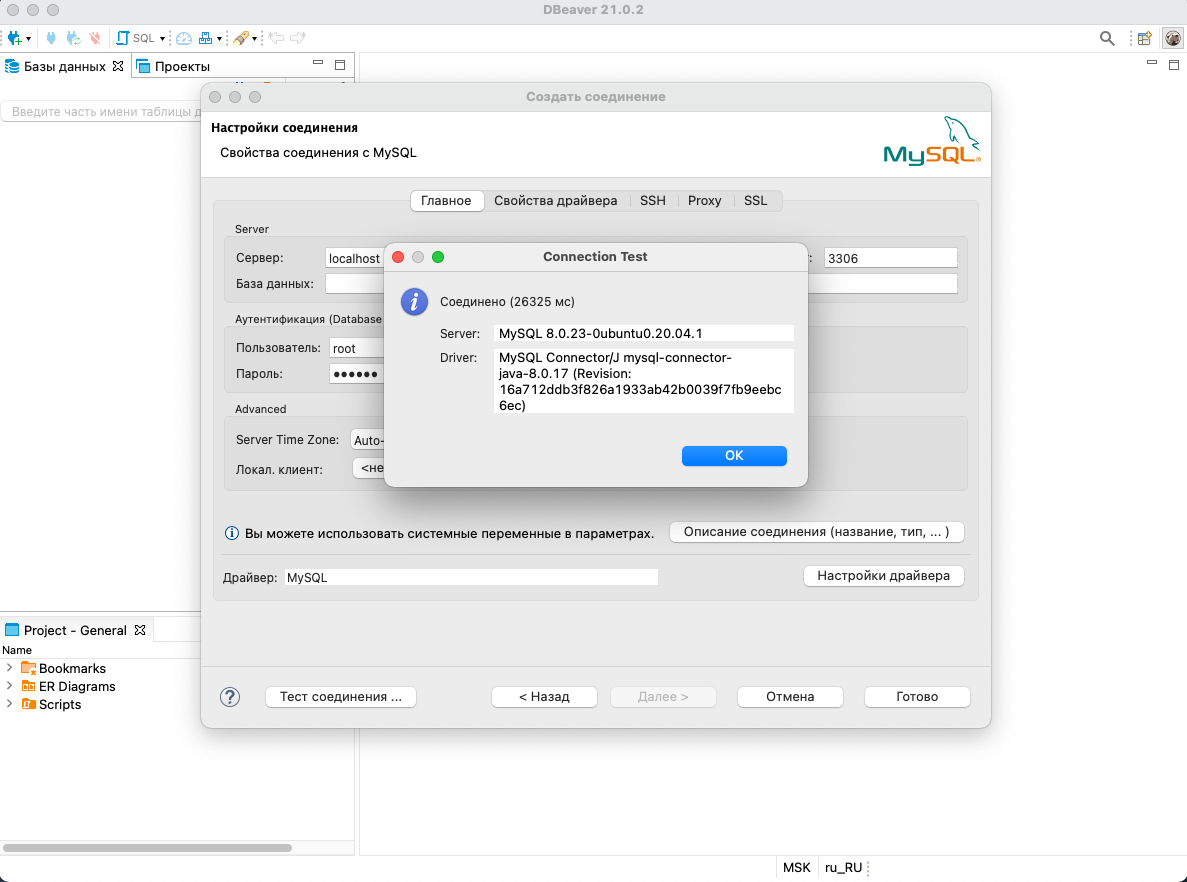 DBeaver 21.0.2
SQL
Базы данных
Проекты
Введите часть имени таблицы
Создать соединение
Настройки соединения
Свойства соединения с MySQL
MySQL
Главное
Свойства драйвера
SSH
Proxy
SSL
Server
Сервер:
localhost
3306
База данных:
Аутентификация (Database
Пользователь:
root
Пароль:
••••••
Advanced
Server Time Zone:
Auto-
Локал. клиент:
<не
Connection Test
Соединено (26325 мс)
Server:
MySQL 8.0.23-0ubuntu0.20.04.1
Driver:
MySQL Connector/J mysql-connector-
java-8.0.17 (Revision:
16a712ddb3f826a1933ab42b0039f7fb9eebc
6ec)
OK
Вы можете использовать системные переменные в параметрах.
Описание соединения (название, тип, ... )
Драйвер:
MySQL
Настройки драйвера
Project - General
Name
Bookmarks
ER Diagrams
Scripts
?
Тест соединения ...
< Назад
Далее >
Отмена
Готово
MSK
ru_RU